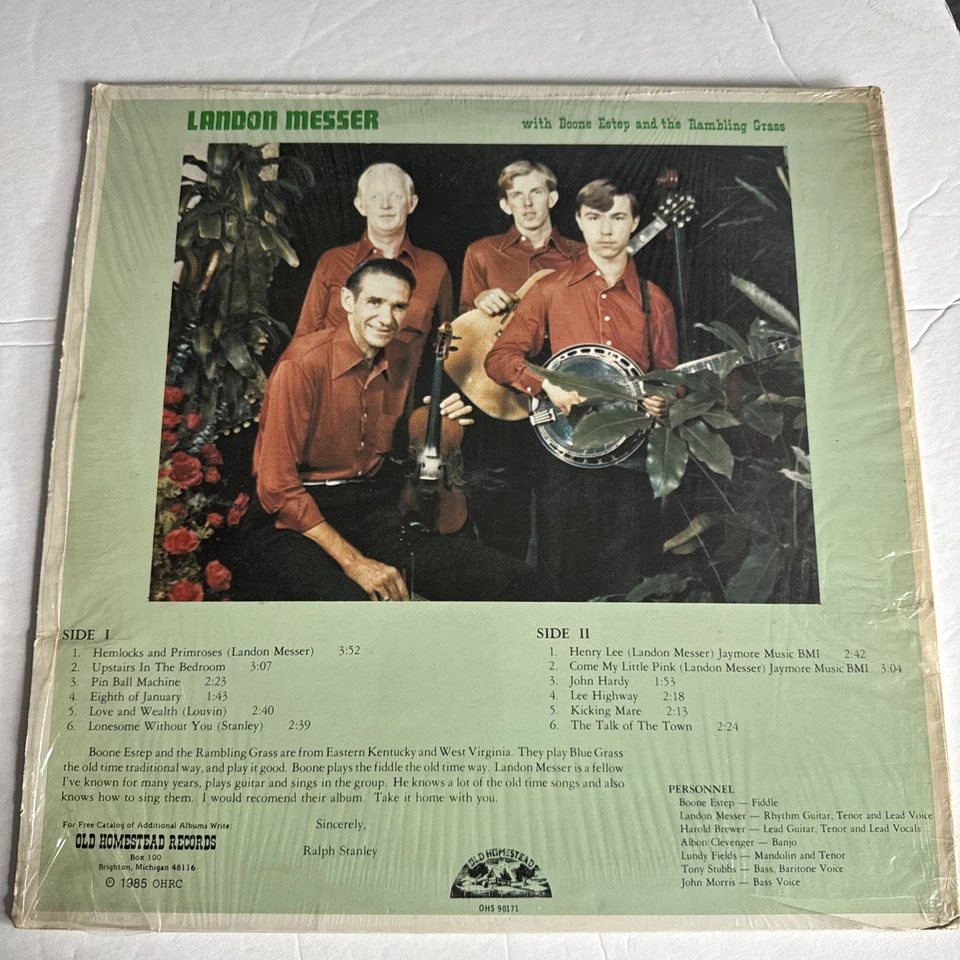 LANDON MESSER
with Boone Estep and the Rambling Grass
SIDE I
1. Hemlocks and Primroses (Landon Messer) 3:52
2. Upstairs In The Bedroom 3:07
3. Pin Ball Machine 2:23
4. Eighth of January 1:43
5. Love and Wealth (Louvin) 2:40
6. Lonesome Without You (Stanley) 2:39
SIDE II
1. Henry Lee (Landon Messer) Jaymore Music BMI 2:42
2. Come My Little Pink (Landon Messer) Jaymore Music BMI 3:04
3. John Hardy 1:53
4. Lee Highway 2:18
5. Kicking Mare 2:13
6. The Talk of The Town 2:24
Boone Estep and the Rambling Grass are from Eastern Kentucky and West Virginia. They play Blue Grass
the old time traditional way, and play it good. Boone plays the fiddle the old time way. Landon Messer is a fellow
I've known for many years, plays guitar and sings in the group. He knows a lot of the old time songs and also
knows how to sing them. I would recomend their album. Take it home with you.
Sincerely,
Ralph Stanley
For Free Catalog of Additional Albums Write:
OLD HOMESTEAD RECORDS
Box 100
Brighton, Michigan 48116
℗ 1985 OHRC
OLD HOMESTEAD
OHS 90171
PERSONNEL
Boone Estep — Fiddle
Landon Messer — Rhythm Guitar, Tenor and Lead Voice
Harold Brewer — Lead Guitar, Tenor and Lead Vocals
Albon Clevenger — Banjo
Lundy Fields — Mandolin and Tenor
Tony Stubbs — Bass, Baritone Voice
John Morris — Bass Voice